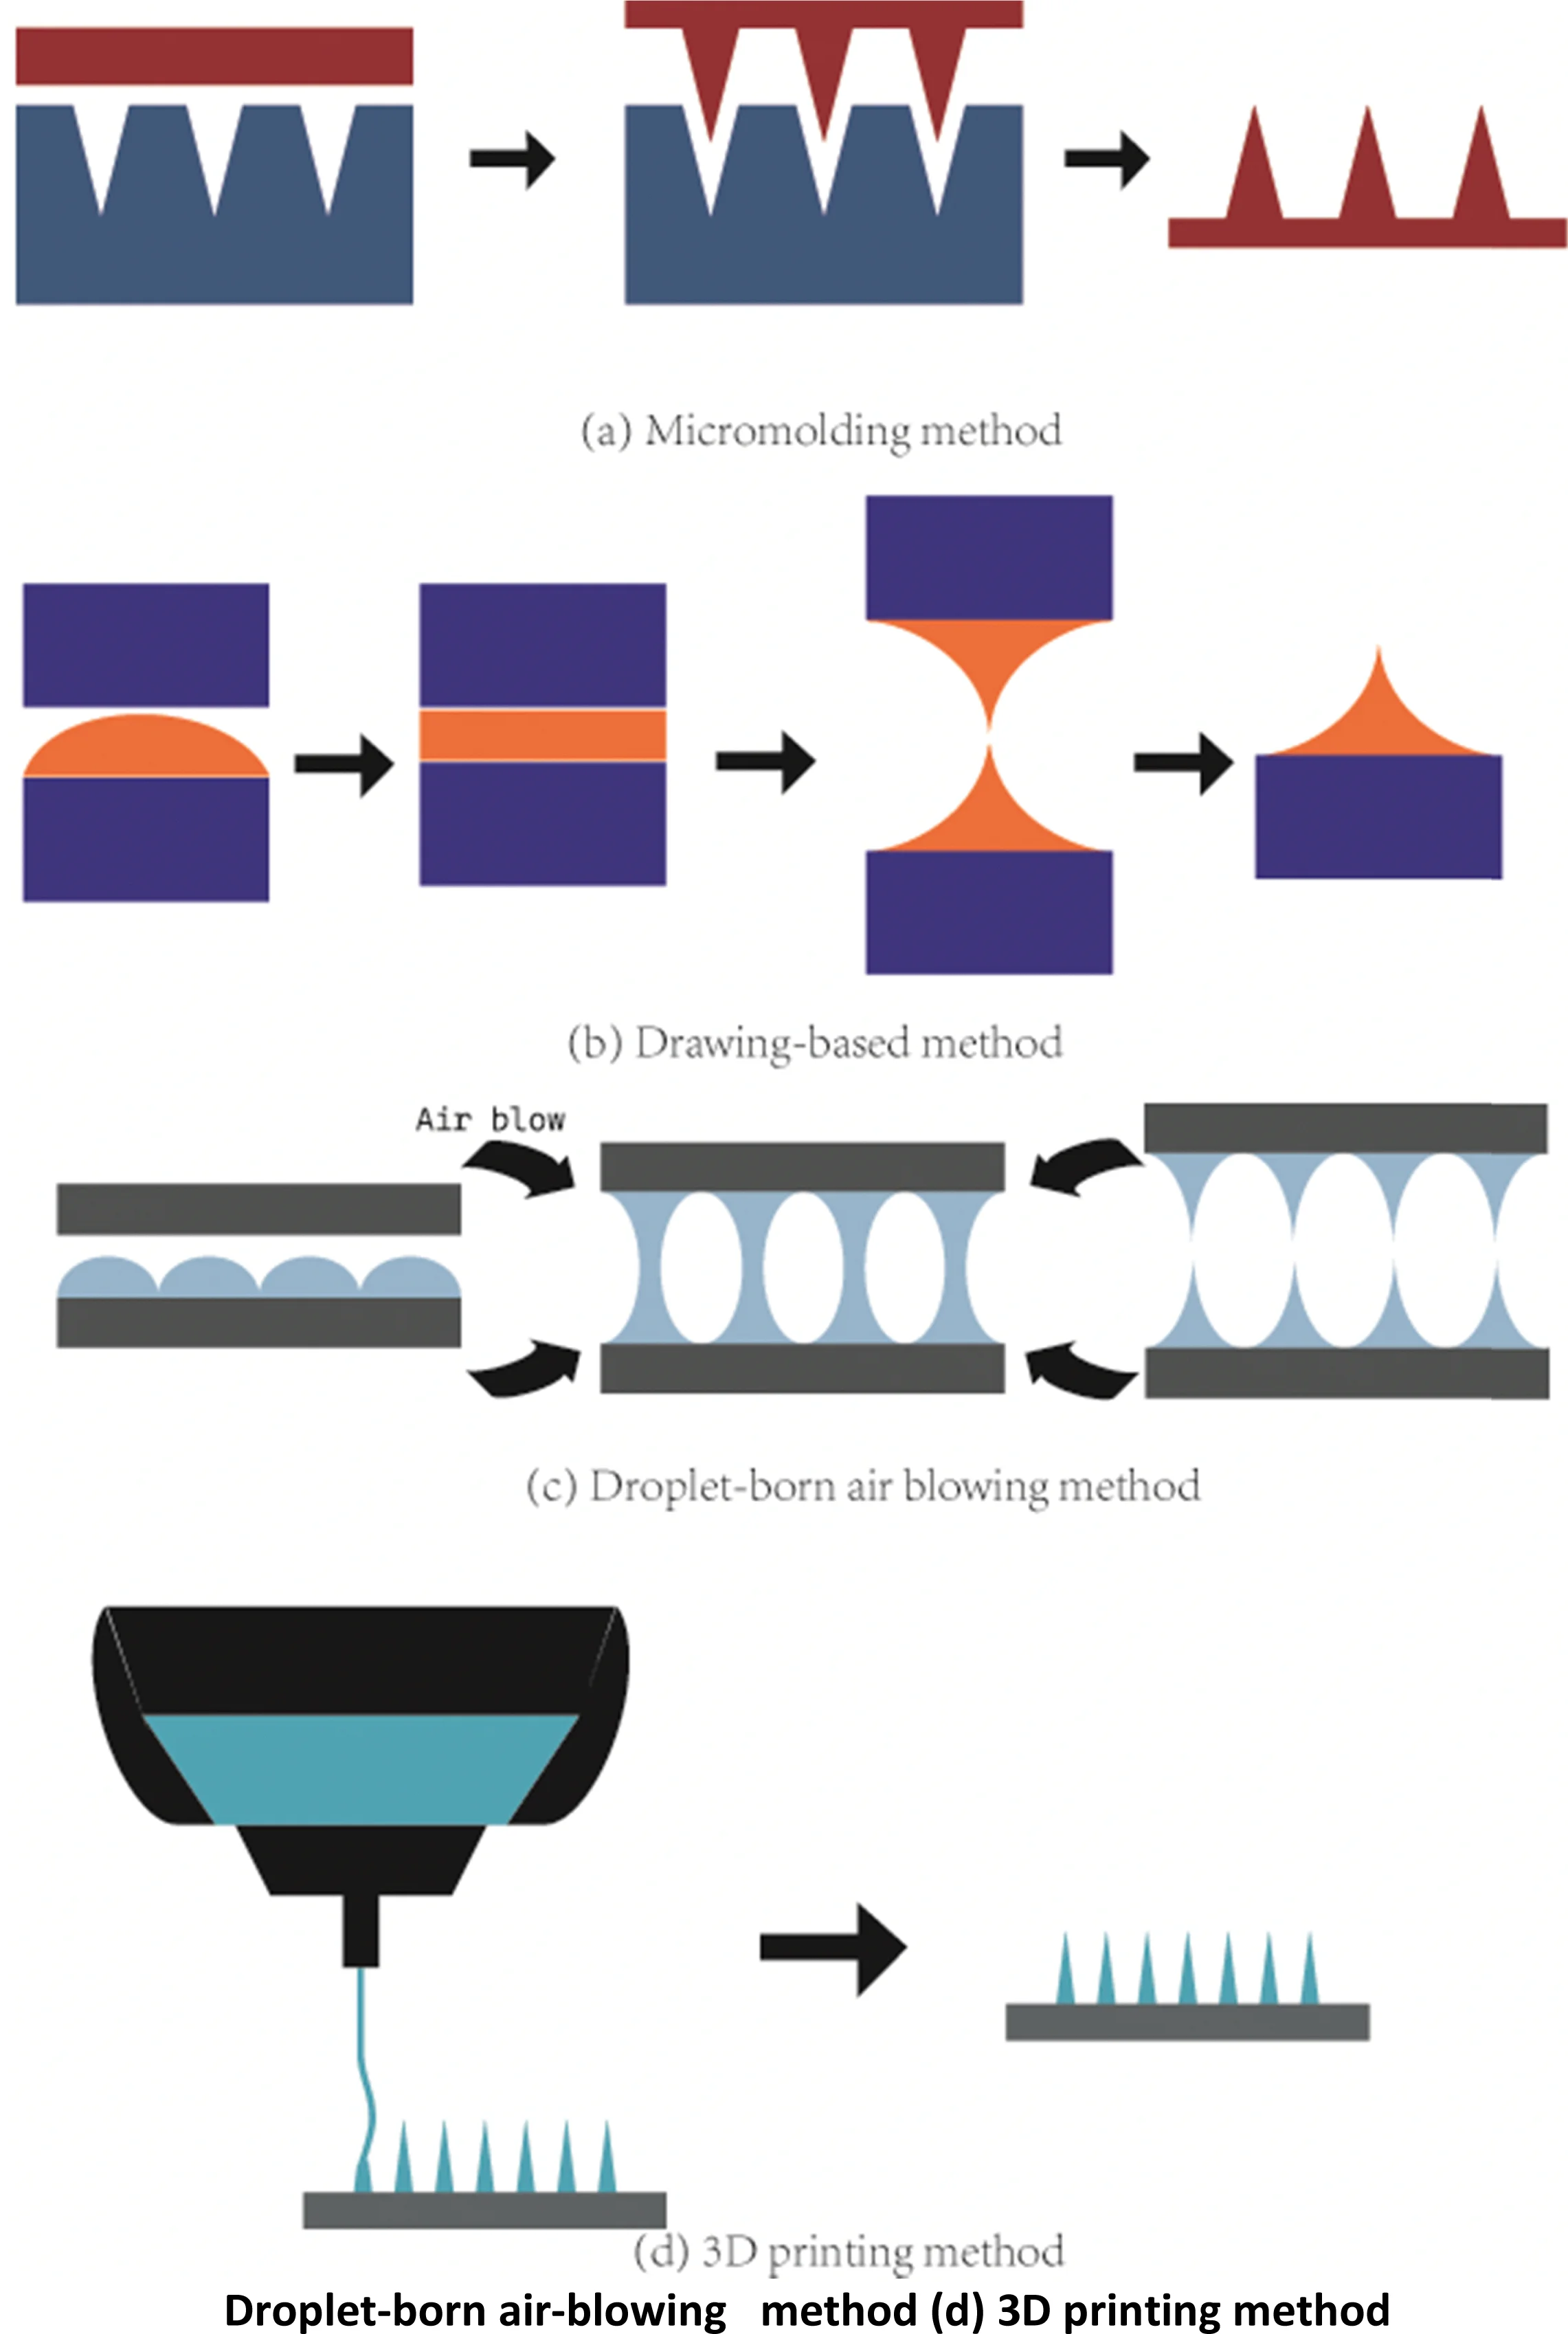 (a) Micromolding method
(b) Drawing-based method
Air blow
(c) Droplet-born air blowing method
(d) 3D printing method
Droplet-born air-blowing method (d) 3D printing method